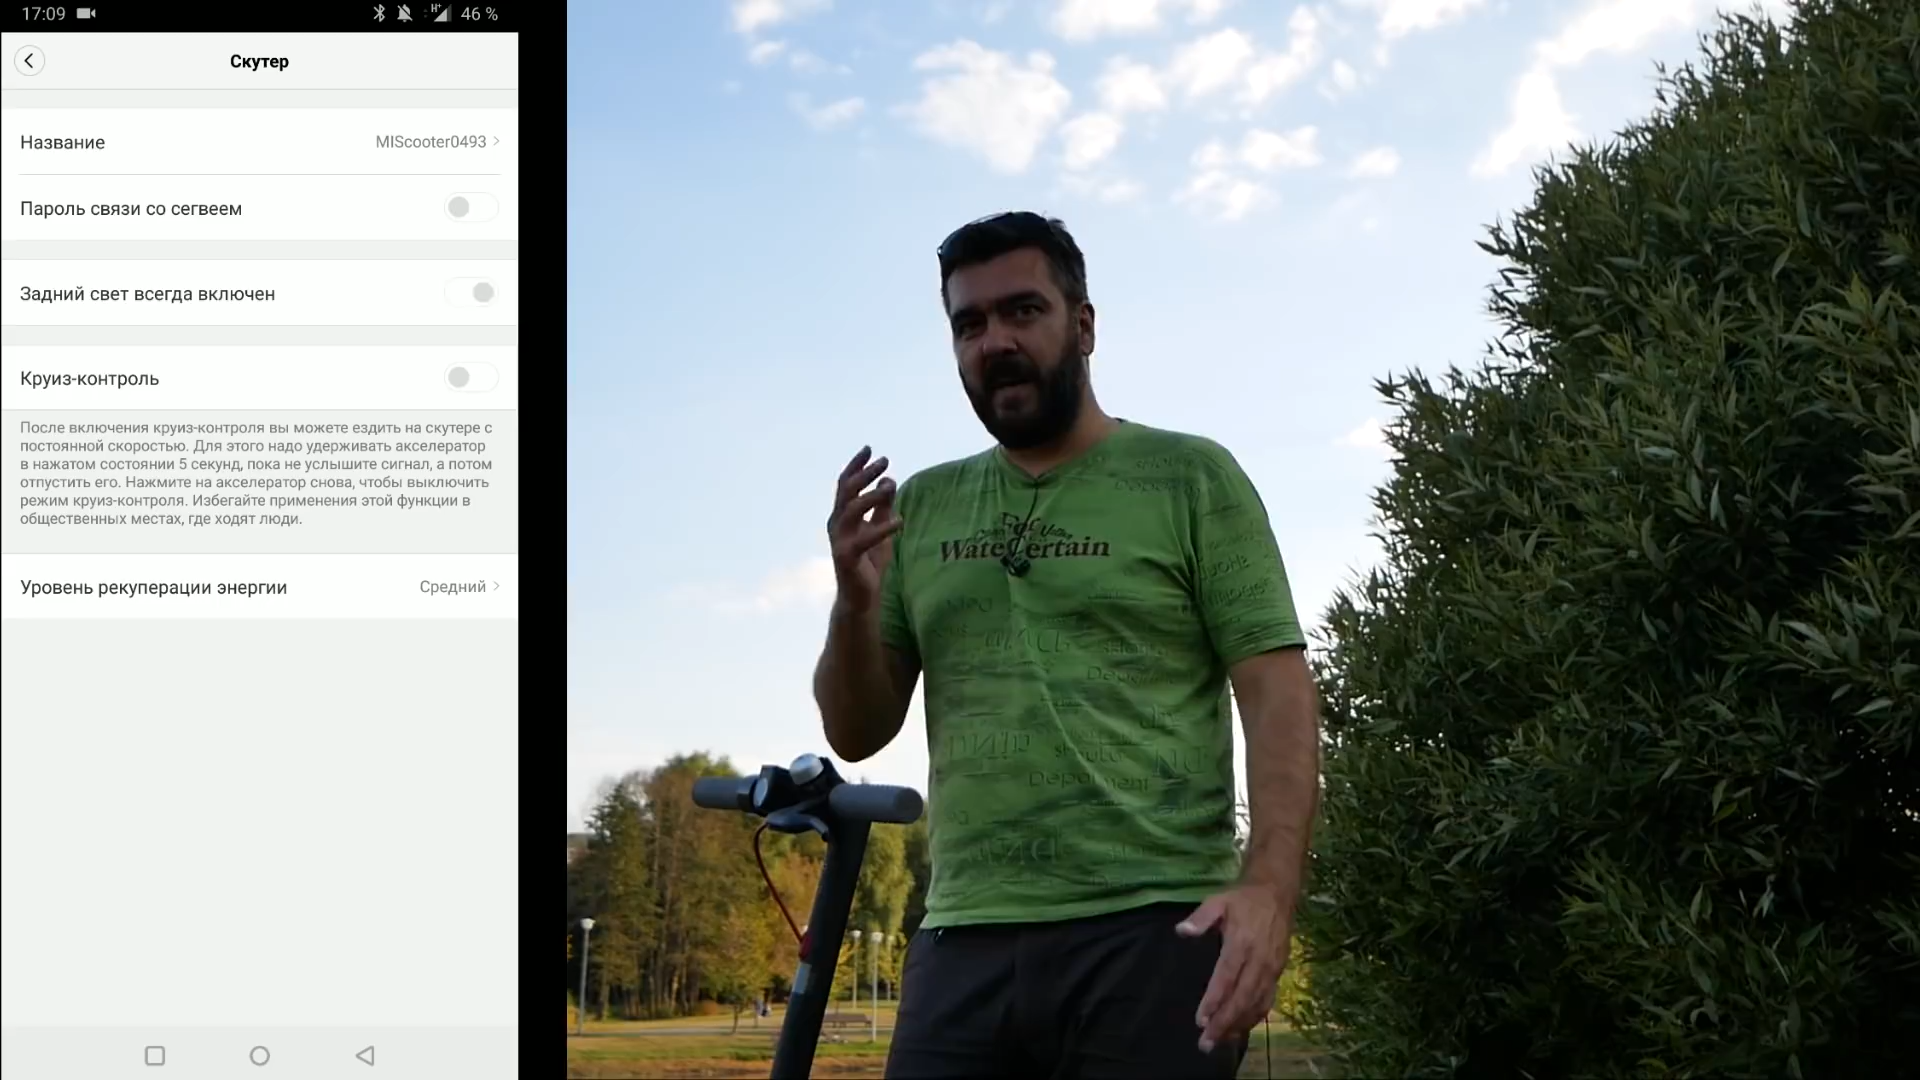 17:09
H+
46 %
Скутер
Название
MIScooter0493
Пароль связи со сегвеем
Задний свет всегда включен
Круиз-контроль
После включения круиз-контроля вы можете ездить на скутере с
постоянной скоростью. Для этого надо удерживать акселератор
в нажатом состоянии 5 секунд, пока не услышите сигнал, а потом
отпустить его. Нажмите на акселератор снова, чтобы выключить
режим круиз-контроля. Избегайте применения этой функции в
общественных местах, где ходят люди.
Уровень рекуперации энергии
Средний